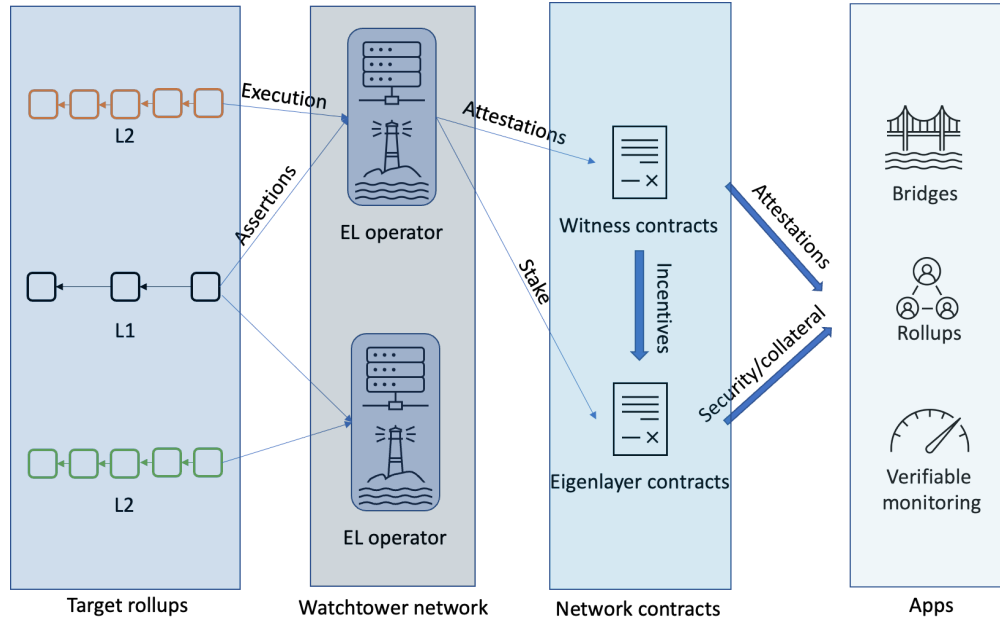 L2
Execution
Assertions
L1
L2
Target rollups
EL operator
EL operator
Watchtower network
Attestations
Stake
Witness contracts
Incentives
Eigenlayer contracts
Network contracts
Attestations
Security/collateral
Bridges
Rollups
Verifiable
monitoring
Apps